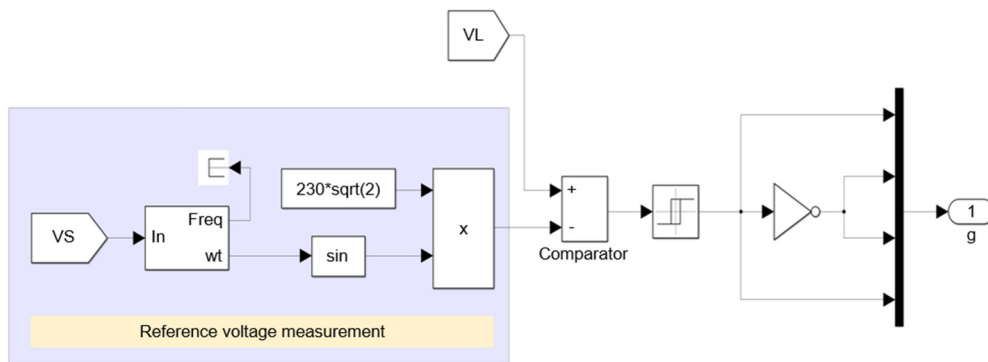 VL
230*sqrt(2)
VS
In
Freq
wt
sin
x
+
-
Comparator
1
g
Reference voltage measurement